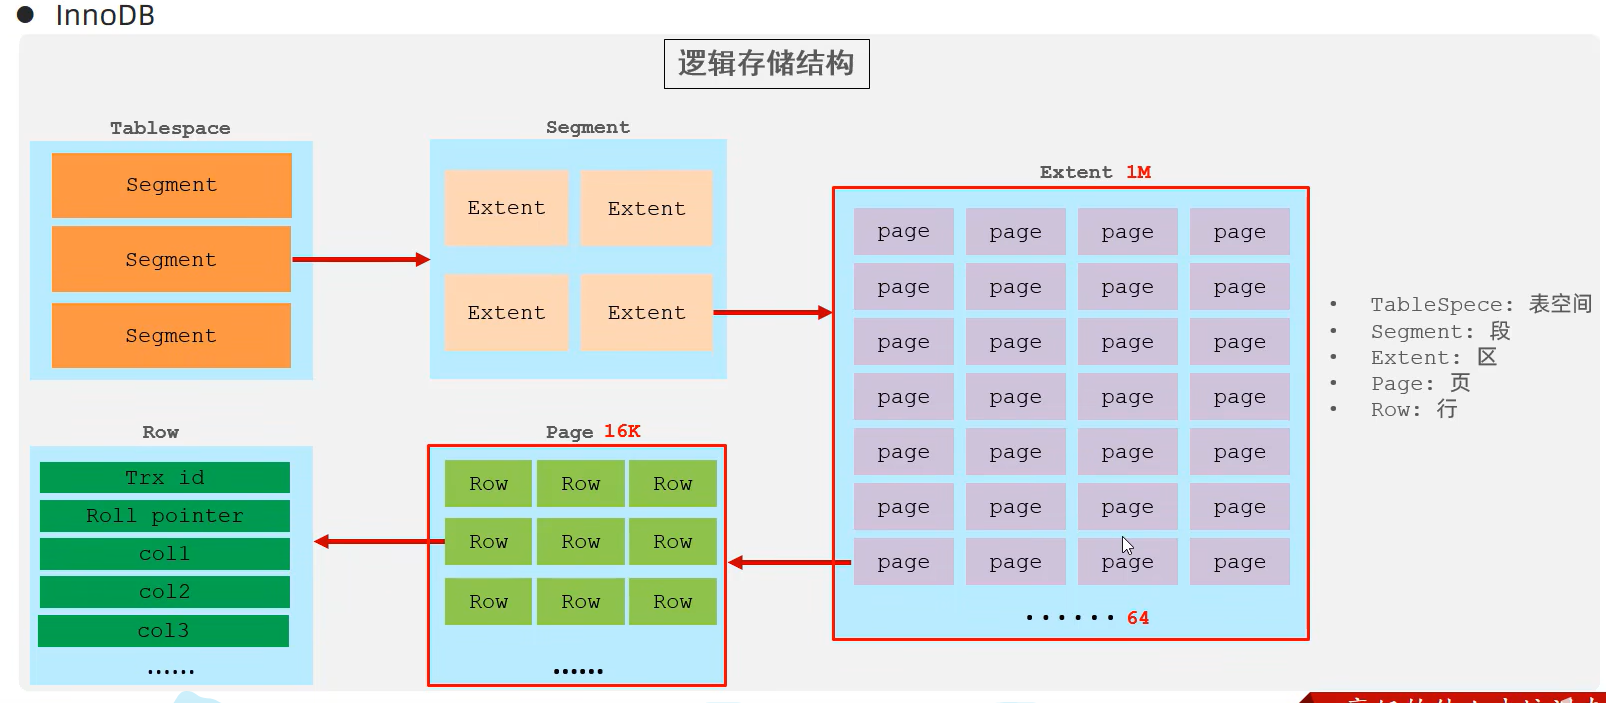 ● InnoDB
逻辑存储结构
Tablespace
Segment
Segment
Segment
Segment
Extent Extent
Extent Extent
Extent 1M
page page page page
page page page page
page page page page
page page page page
page page page page
page page page page
page page page page
...... 64
Page 16K
Row Row Row
Row Row Row
Row Row Row
......
Row
Trx id
Roll pointer
col1
col2
col3
......
• TableSpece: 表空间
• Segment: 段
• Extent: 区
• Page: 页
• Row: 行